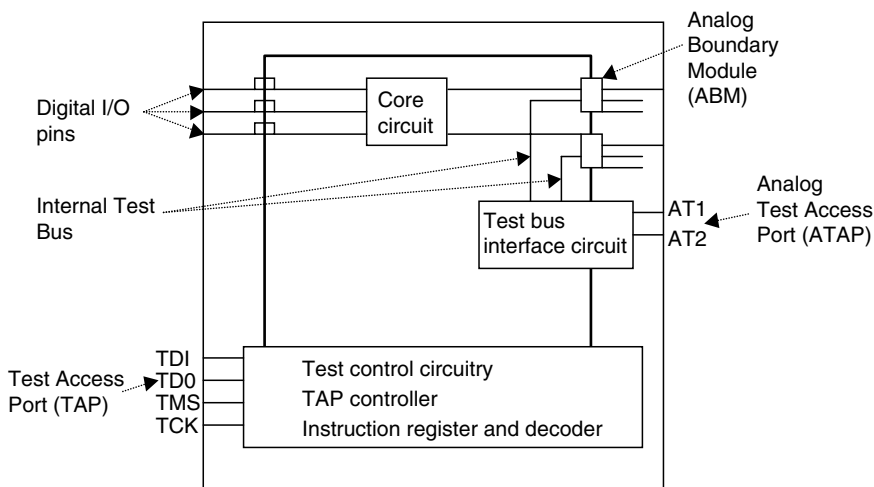 Analog
Boundary
Module
(ABM)
Digital I/O
pins
Core
circuit
Internal Test
Bus
Test bus
interface circuit
AT1
AT2
Analog
Test Access
Port (ATAP)
Test Access
Port (TAP)
TDI
TD0
TMS
TCK
Test control circuitry
TAP controller
Instruction register and decoder